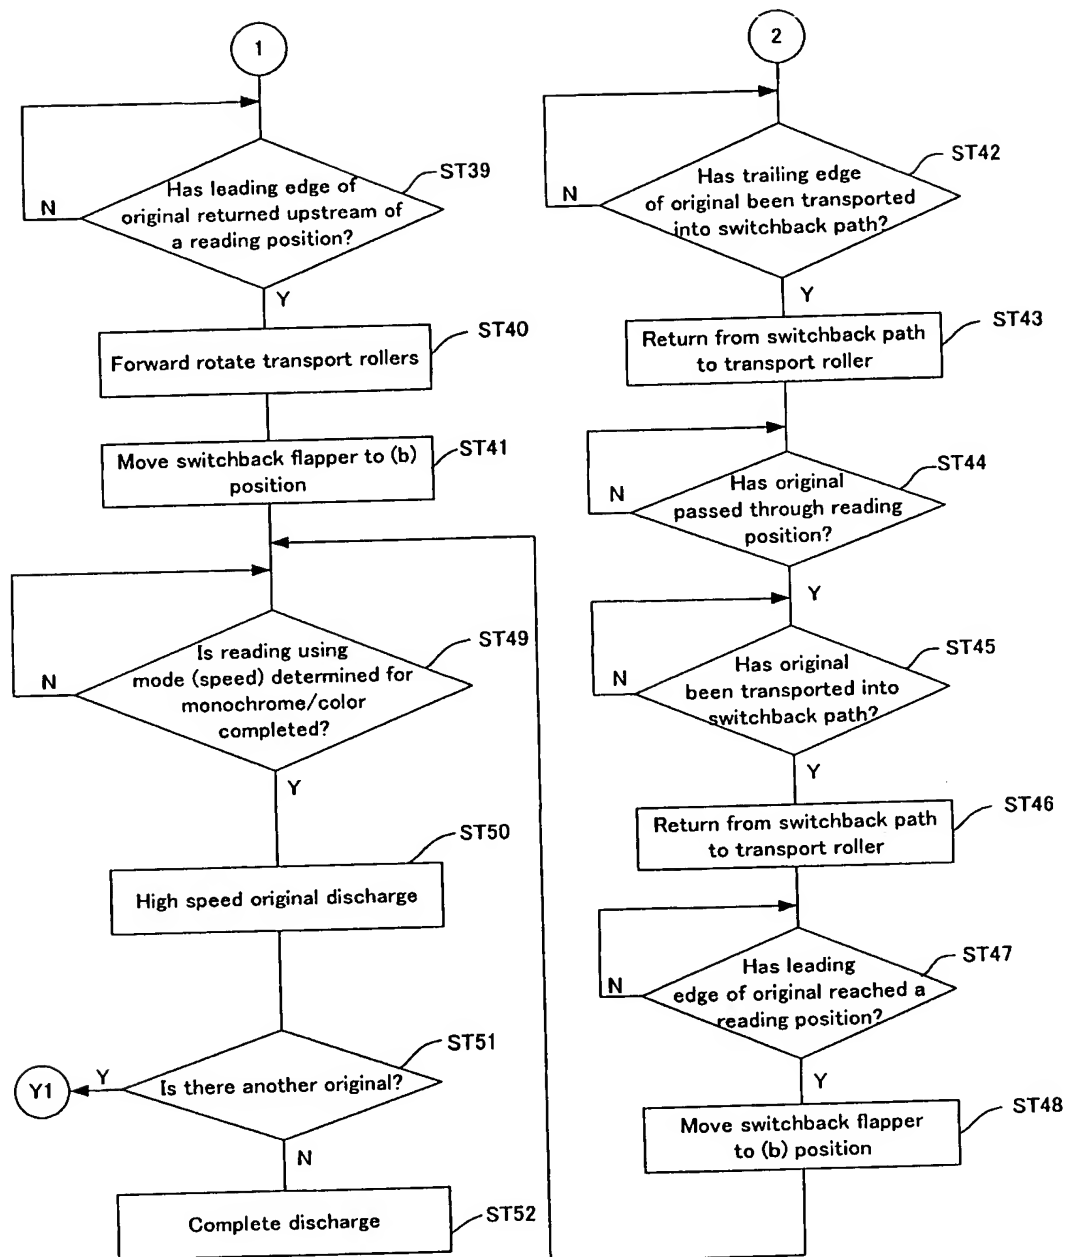 1
Has leading edge of
original returned upstream of
a reading position?
ST39
N
Y
Forward rotate transport rollers
ST40
Move switchback flapper to (b)
position
ST41
Is reading using
mode (speed) determined for
monochrome/color
completed?
ST49
N
Y
High speed original discharge
ST50
Is there another original?
ST51
Y
Y1
N
Complete discharge
ST52
2
Has trailing edge
of original been transported
into switchback path?
ST42
N
Y
Return from switchback path
to transport roller
ST43
Has original
passed through reading
position?
ST44
N
Y
Has original
been transported into
switchback path?
ST45
N
Y
Return from switchback path
to transport roller
ST46
Has leading
edge of original reached a
reading position?
ST47
N
Y
Move switchback flapper
to (b) position
ST48